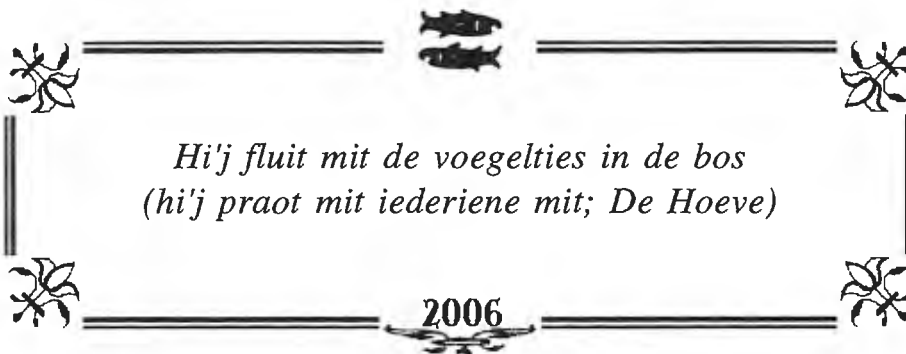 Hi'j fluit mit de voegelties in de bos
(hi'j praot mit iederiene mit; De Hoeve)
2006